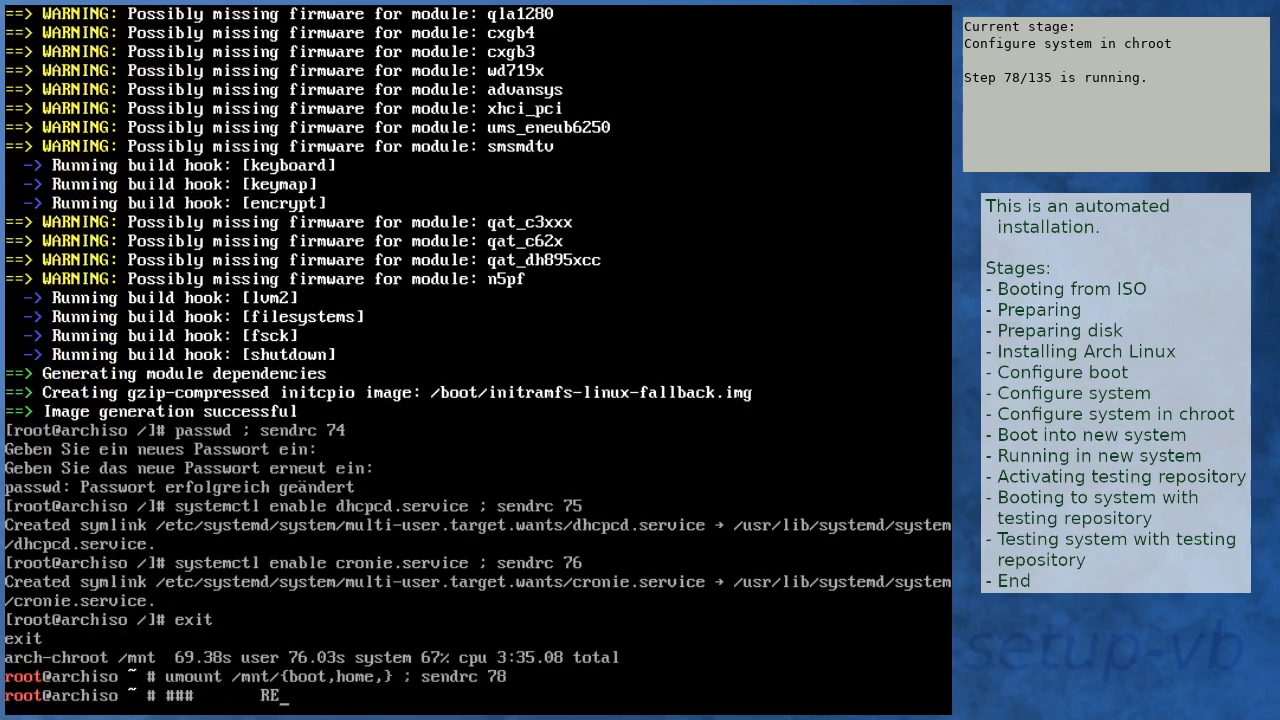 ==> WARNING: Possibly missing firmware for module: qla1280
==> WARNING: Possibly missing firmware for module: cxgb4
==> WARNING: Possibly missing firmware for module: cxgb3
==> WARNING: Possibly missing firmware for module: wd719x
==> WARNING: Possibly missing firmware for module: advansys
==> WARNING: Possibly missing firmware for module: xhci_pci
==> WARNING: Possibly missing firmware for module: ums_eneub6250
==> WARNING: Possibly missing firmware for module: smsmdtv
  -> Running build hook: [keyboard]
  -> Running build hook: [keymap]
  -> Running build hook: [encrypt]
==> WARNING: Possibly missing firmware for module: qat_c3xxx
==> WARNING: Possibly missing firmware for module: qat_c62x
==> WARNING: Possibly missing firmware for module: qat_dh895xcc
==> WARNING: Possibly missing firmware for module: n5pf
  -> Running build hook: [lvm2]
  -> Running build hook: [filesystems]
  -> Running build hook: [fsck]
  -> Running build hook: [shutdown]
==> Generating module dependencies
==> Creating gzip-compressed initcpio image: /boot/initramfs-linux-fallback.img
==> Image generation successful
[root@archiso /]# passwd ; sendrc 74
Geben Sie ein neues Passwort ein:
Geben Sie das neue Passwort erneut ein:
passwd: Passwort erfolgreich geändert
[root@archiso /]# systemctl enable dhcpcd.service ; sendrc 75
Created symlink /etc/systemd/system/multi-user.target.wants/dhcpcd.service → /usr/lib/systemd/system
/dhcpcd.service.
[root@archiso /]# systemctl enable cronie.service ; sendrc 76
Created symlink /etc/systemd/system/multi-user.target.wants/cronie.service → /usr/lib/systemd/system
/cronie.service.
[root@archiso /]# exit
exit
arch-chroot /mnt  69.38s user 76.03s system 67% cpu 3:35.08 total
root@archiso ~ # umount /mnt/{boot,home,} ; sendrc 78
root@archiso ~ # ###       RE_
Current stage:
Configure system in chroot
Step 78/135 is running.
This is an automated
installation.
Stages:
- Booting from ISO
- Preparing
- Preparing disk
- Installing Arch Linux
- Configure boot
- Configure system
- Configure system in chroot
- Boot into new system
- Running in new system
- Activating testing repository
- Booting to system with
testing repository
- Testing system with testing
repository
- End
setup-vb